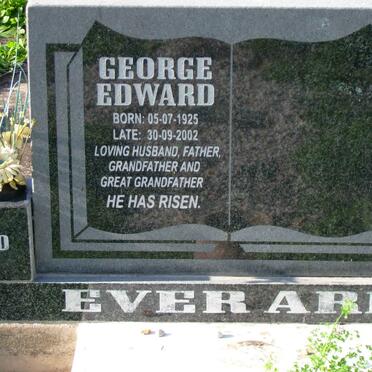 GEORGE
EDWARD
BORN: 05-07-1925
LATE: 30-09-2002
LOVING HUSBAND, FATHER,
GRANDFATHER AND
GREAT GRANDFATHER
HE HAS RISEN.
EVER